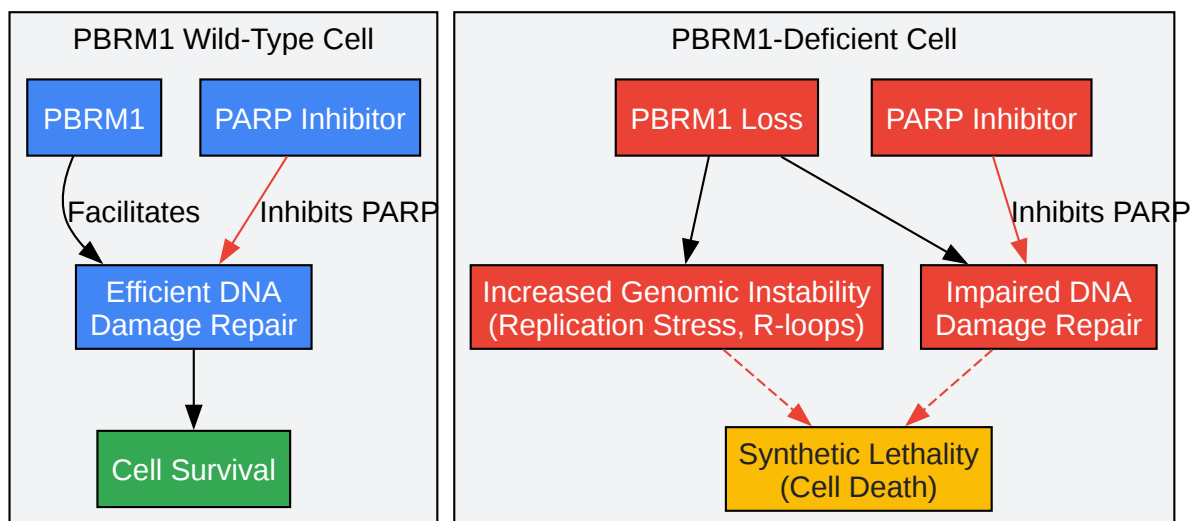 PBRM1 Wild-Type Cell
PBRM1
PARP Inhibitor
Facilitates
Inhibits PARP
Efficient DNA
Damage Repair
Cell Survival
PBRM1-Deficient Cell
PBRM1 Loss
PARP Inhibitor
Inhibits PARP
Increased Genomic Instability
(Replication Stress, R-loops)
Impaired DNA
Damage Repair
Synthetic Lethality
(Cell Death)